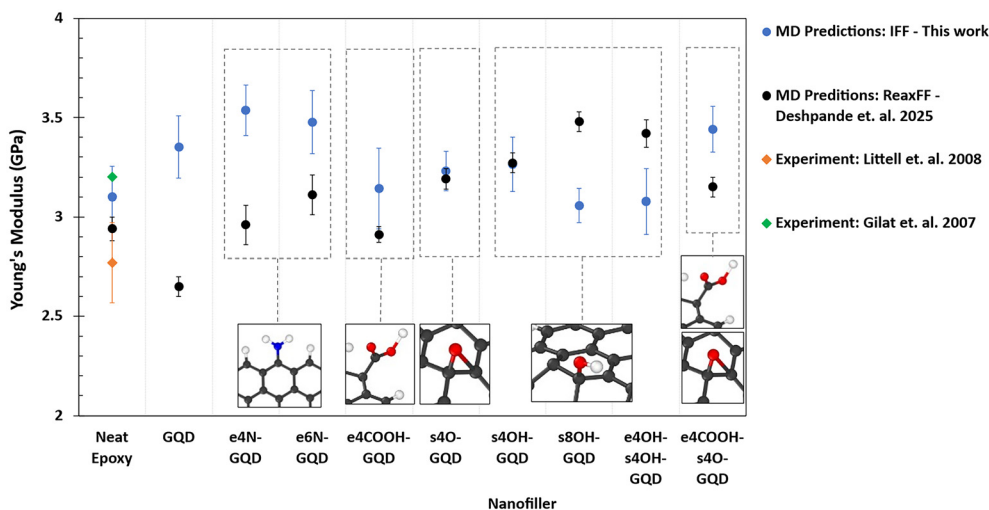 4
3.5
3
2.5
2
Young's Modulus (GPa)
Neat
Epoxy
GQD
e4N-
GQD
e6N-
GQD
e4COOH-
GQD
s4O-
GQD
s4OH-
GQD
s8OH-
GQD
e4OH-
s4OH-
GQD
e4COOH-
s4O-
GQD
Nanofiller
MD Predictions: IFF - This work
MD Preditions: ReaxFF -
Deshpande et. al. 2025
Experiment: Littell et. al. 2008
Experiment: Gilat et. al. 2007